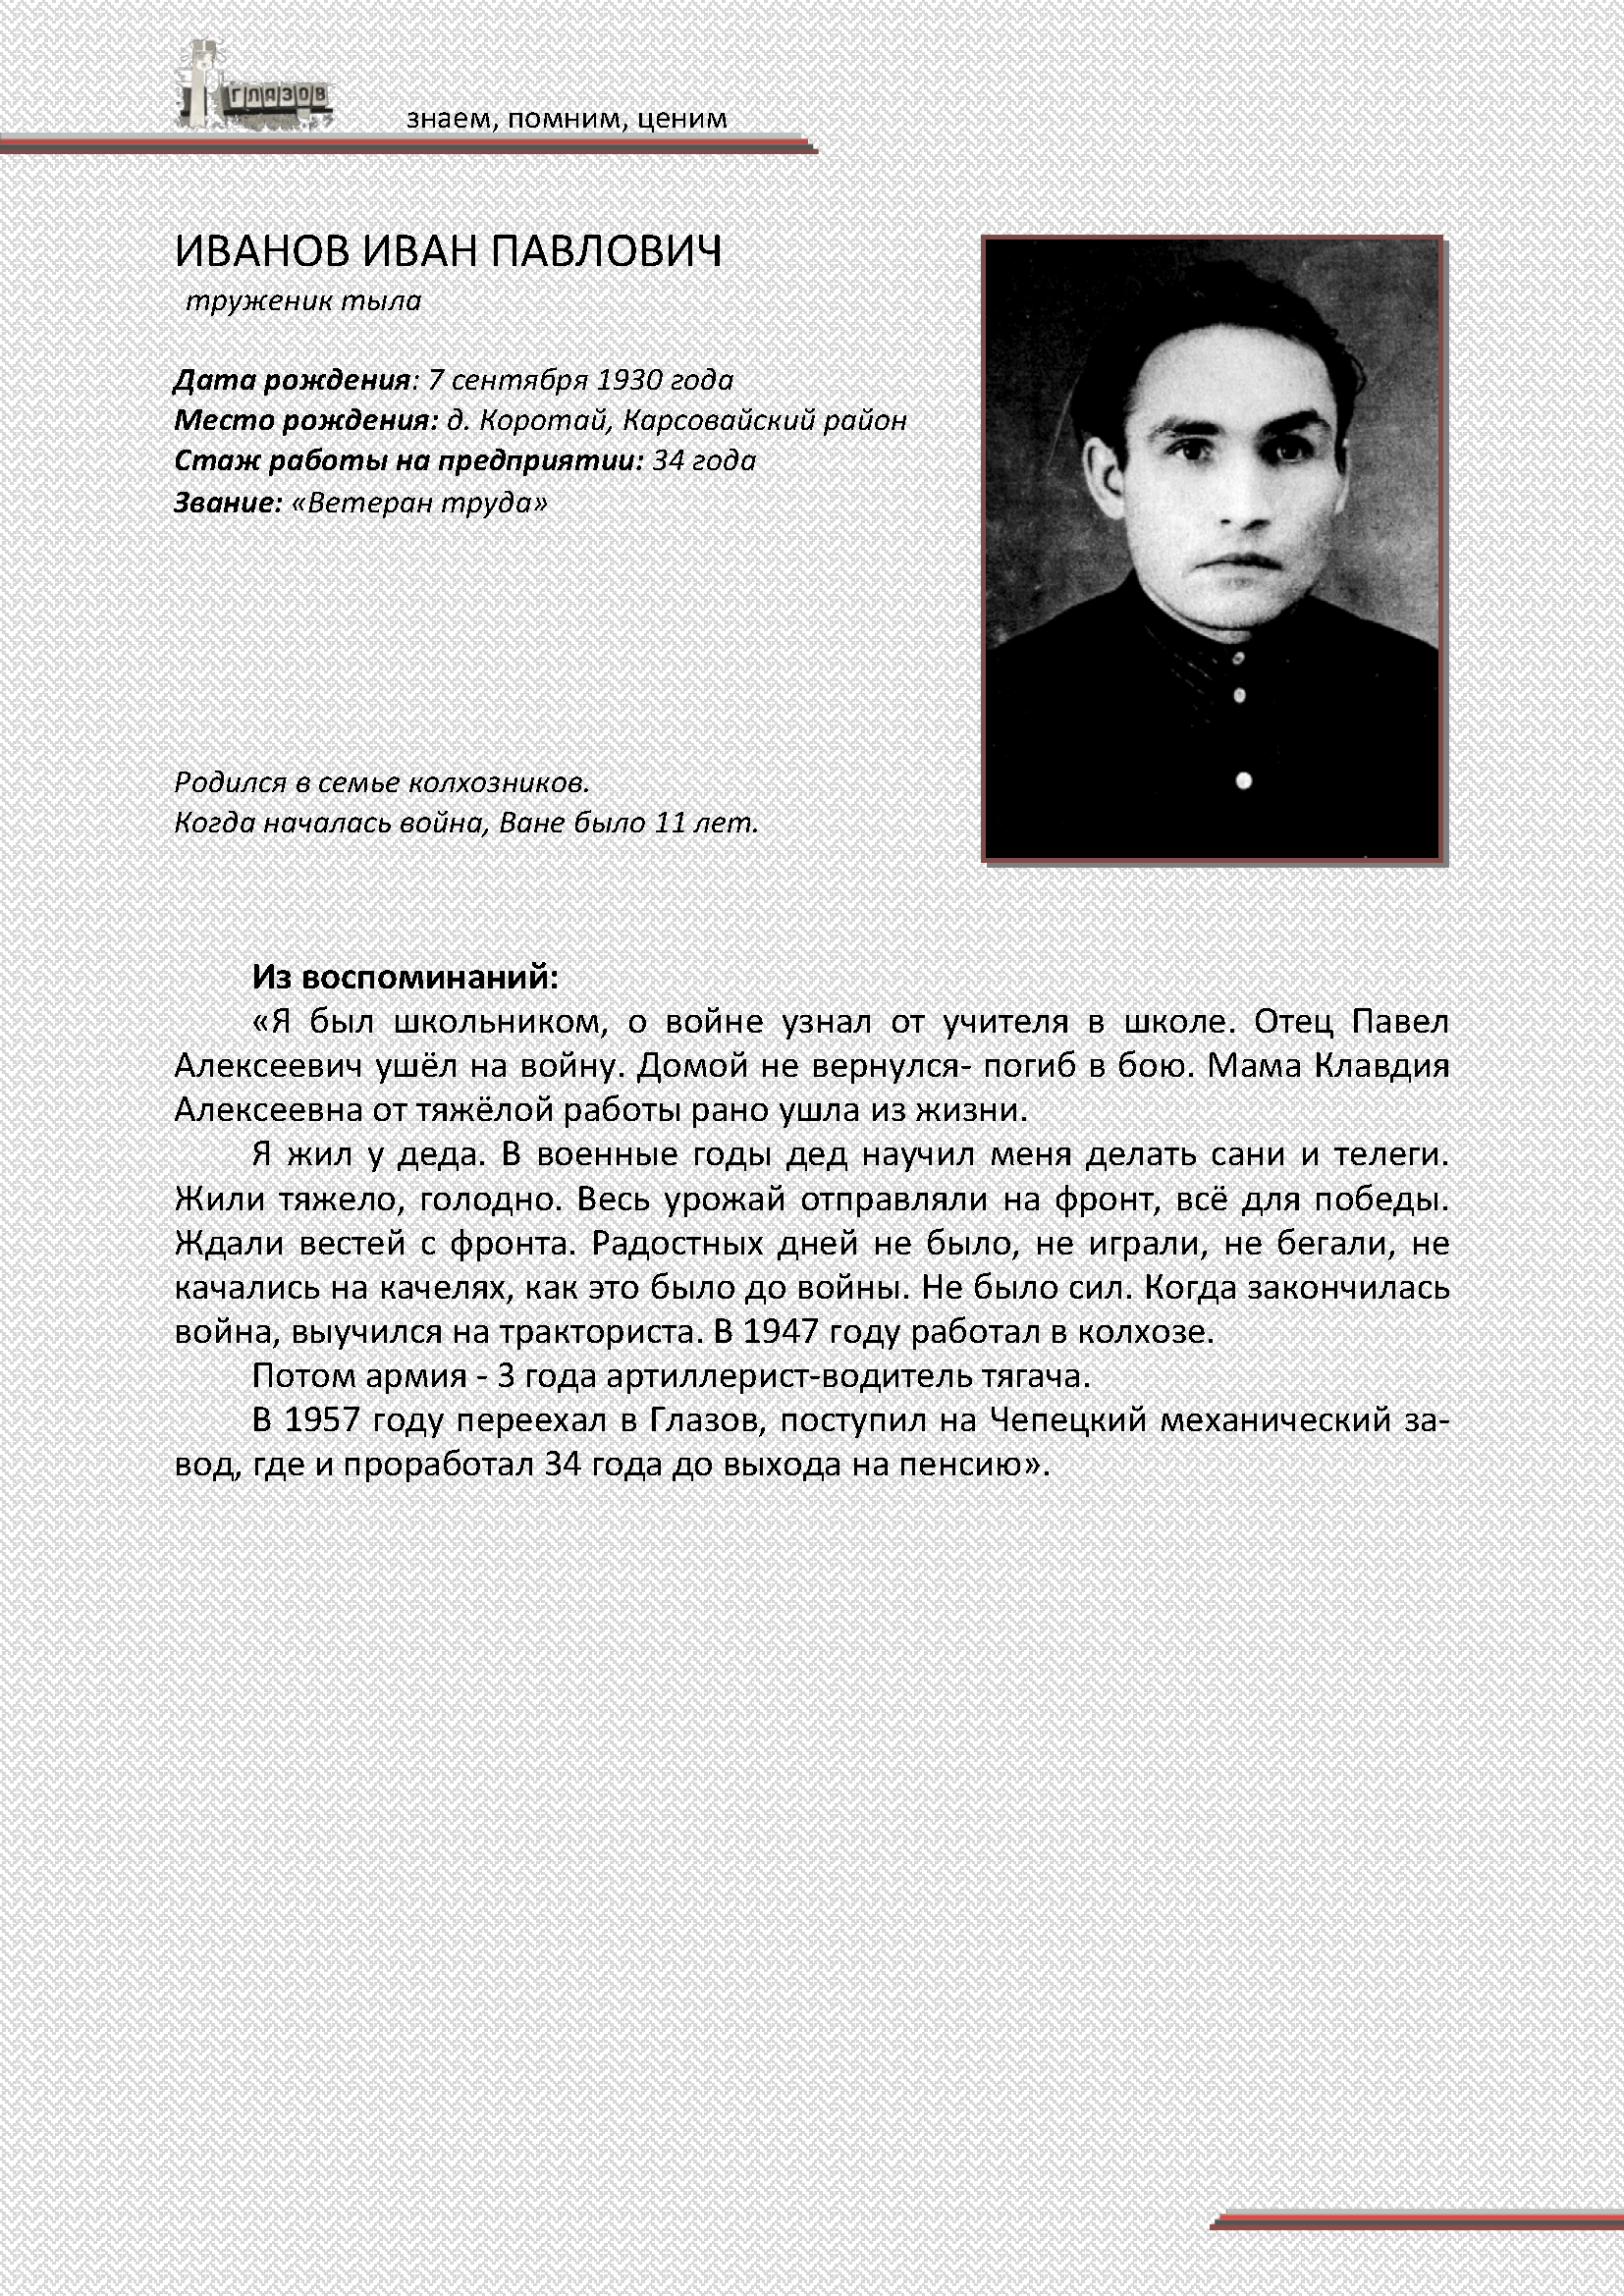 ГЛАЗОВ
знаем, помним, ценим
ИВАНОВ ИВАН ПАВЛОВИЧ
труженик тыла
Дата рождения: 7 сентября 1930 года
Место рождения: д. Коротай, Карсовайский район
Стаж работы на предприятии: 34 года
Звание: «Ветеран труда»
Родился в семье колхозников.
Когда началась война, Ване было 11 лет.
Из воспоминаний:
«Я был школьником, о войне узнал от учителя в школе. Отец Павел
Алексеевич ушёл на войну. Домой не вернулся- погиб в бою. Мама Клавдия
Алексеевна от тяжёлой работы рано ушла из жизни.
Я жил у деда. В военные годы дед научил меня делать сани и телеги.
Жили тяжело, голодно. Весь урожай отправляли на фронт, всё для победы.
Ждали вестей с фронта. Радостных дней не было, не играли, не бегали, не
качались на качелях, как это было до войны. Не было сил. Когда закончилась
война, выучился на тракториста. В 1947 году работал в колхозе.
Потом армия - 3 года артиллерист-водитель тягача.
В 1957 году переехал в Глазов, поступил на Чепецкий механический за-
вод, где и проработал 34 года до выхода на пенсию».